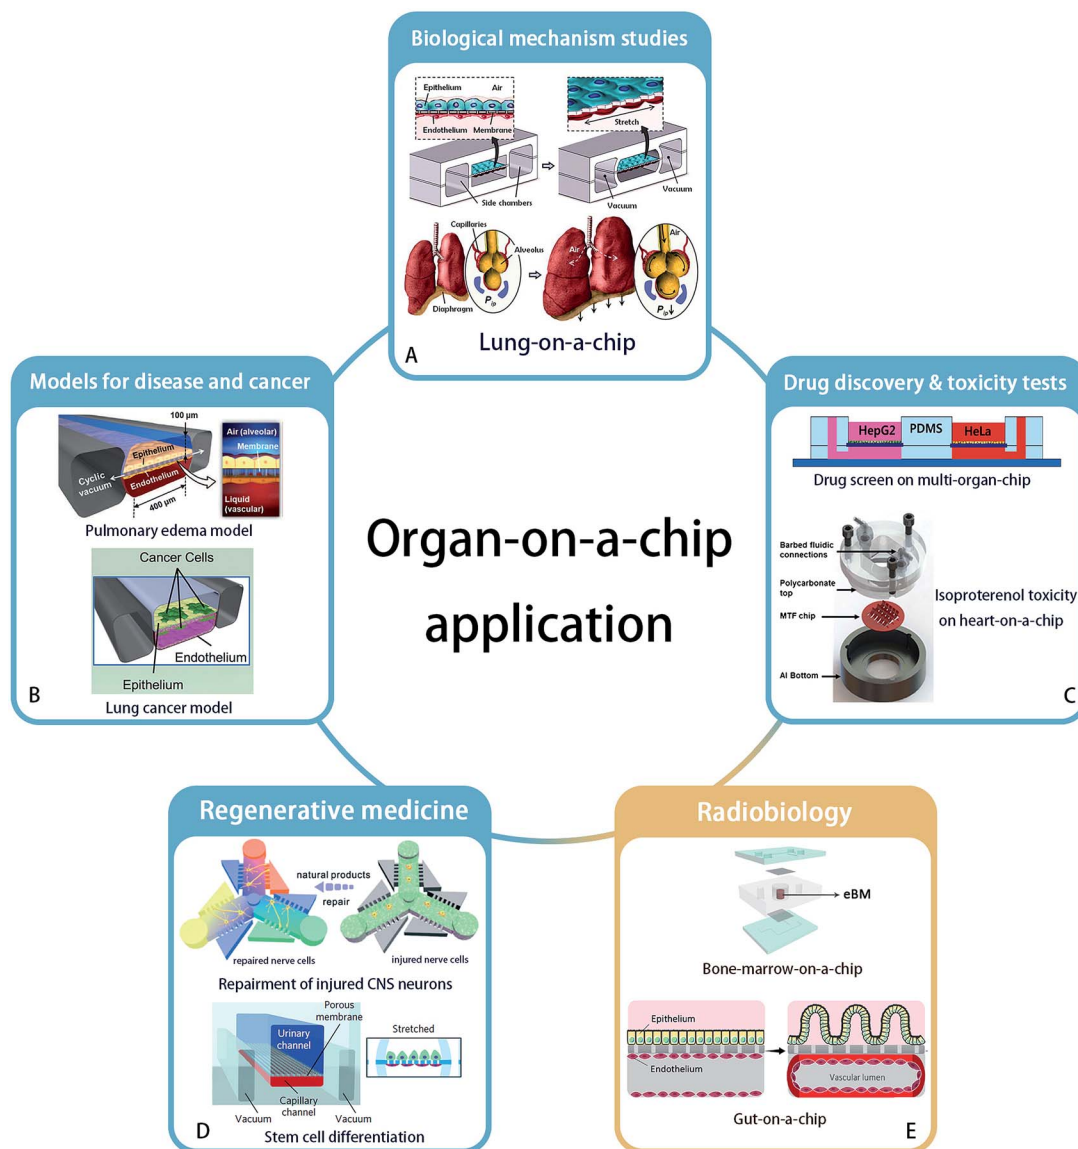 Biological mechanism studies
Epithelium
Air
Endothelium
Membrane
Stretch
Side chambers
Vacuum
Vacuum
Capillaries
Alveolus
Diaphragm
Pip
Air
Air
Pip
Lung-on-a-chip
A
Models for disease and cancer
100 µm
Epithelium
Endothelium
Cyclic
vacuum
400 µm
Air (alveolar)
Membrane
Liquid
(vascular)
Pulmonary edema model
Cancer Cells
Endothelium
Epithelium
Lung cancer model
B
Organ-on-a-chip
application
Drug discovery & toxicity tests
HepG2
PDMS
HeLa
Drug screen on multi-organ-chip
Barbed fluidic
connections
Polycarbonate
top
MTF chip
Al Bottom
Isoproterenol toxicity
on heart-on-a-chip
C
Regenerative medicine
natural products
repair
repaired nerve cells
injured nerve cells
Repairment of injured CNS neurons
Porous
membrane
Urinary
channel
Capillary
channel
Vacuum
Vacuum
Stretched
Stem cell differentiation
D
Radiobiology
eBM
Bone-marrow-on-a-chip
Epithelium
Endothelium
Vascular lumen
Gut-on-a-chip
E